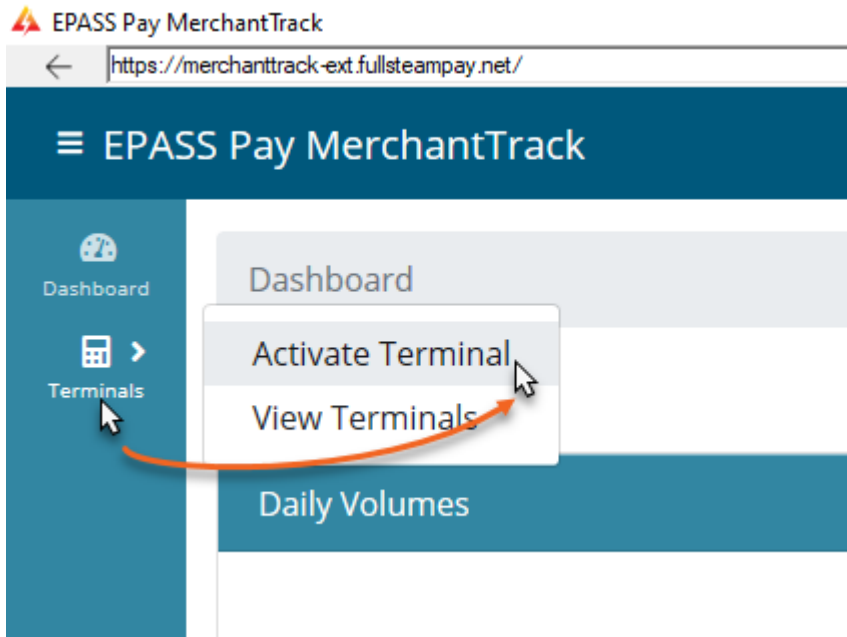 EPASS Pay MerchantTrack
https://merchanttrack-ext.fullsteampay.net/
EPASS Pay MerchantTrack
Dashboard
Terminals
Dashboard
Activate Terminal
View Terminals
Daily Volumes